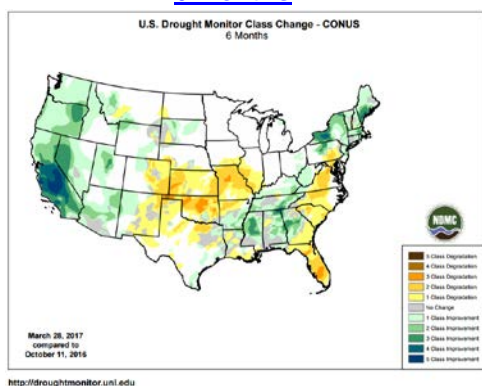 U.S. Drought Monitor Class Change - CONUS
6 Months
NDMC
5 Class Degradation
4 Class Degradation
3 Class Degradation
2 Class Degradation
1 Class Degradation
No Change
1 Class Improvement
2 Class Improvement
3 Class Improvement
4 Class Improvement
5 Class Improvement
March 28, 2017
compared to
October 11, 2016
http://droughtmonitor.unl.edu